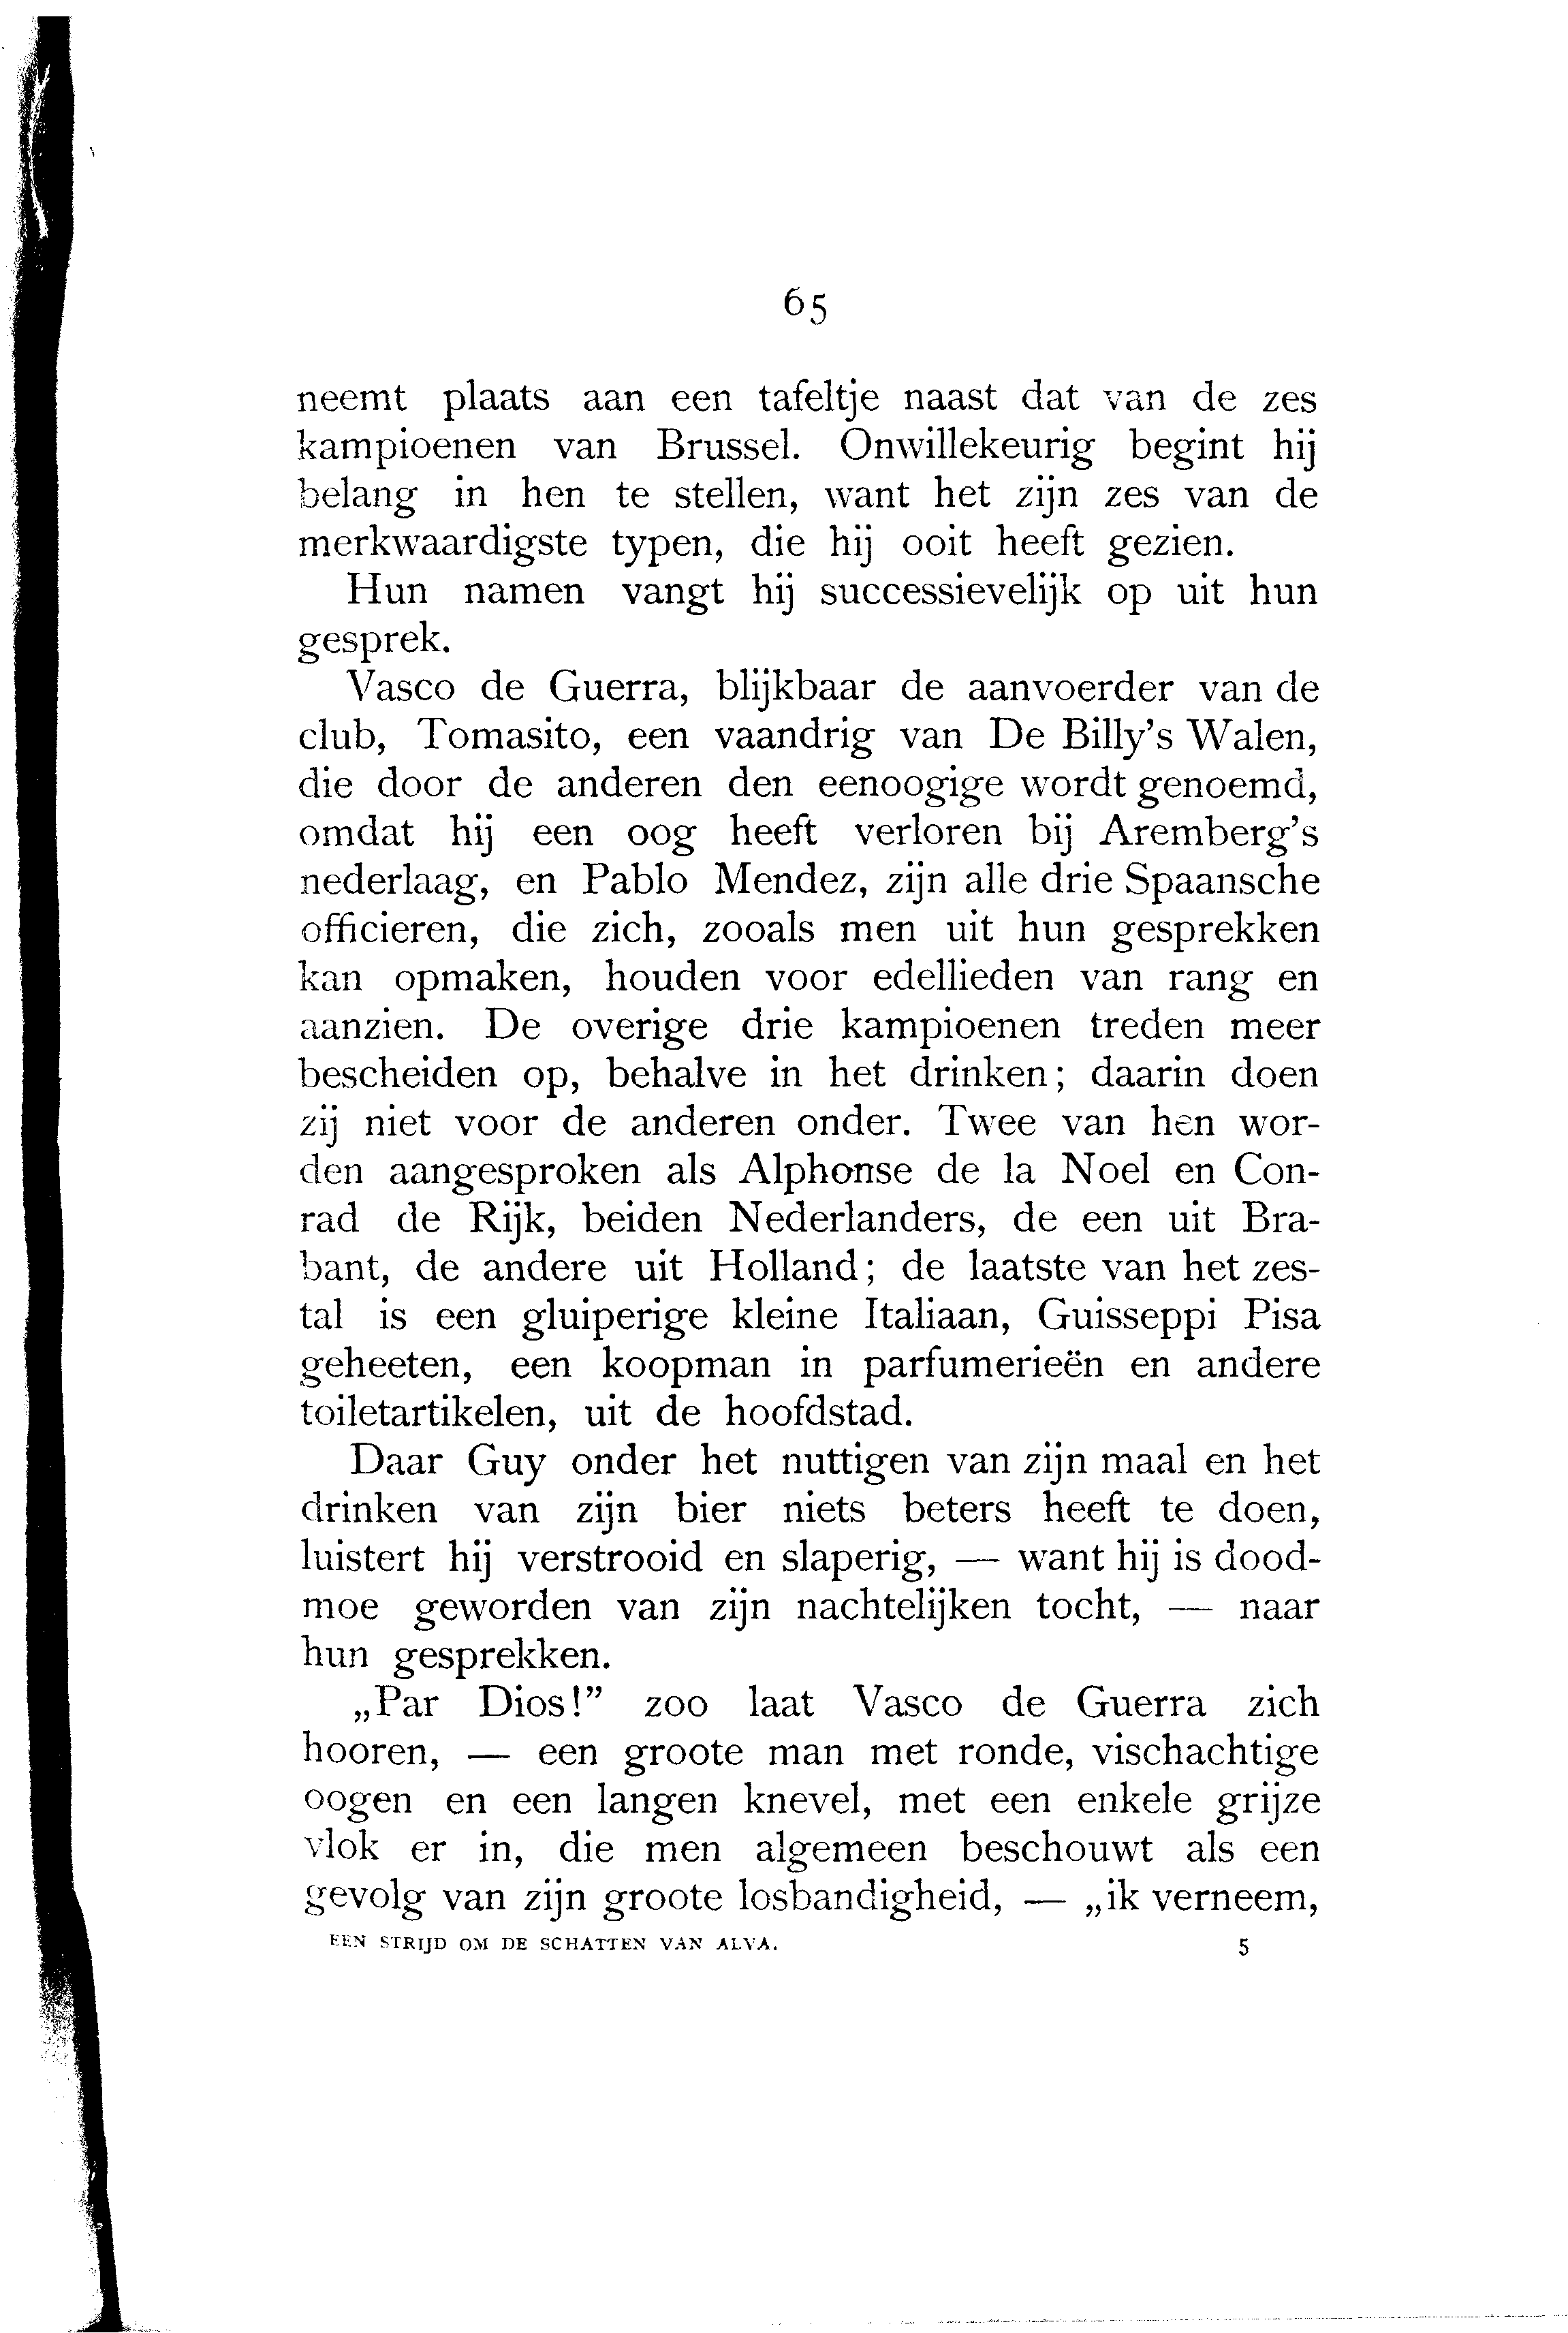 65
neemt plaats aan een tafeltje naast dat van de zes
kampioenen van Brussel. Onwillekeurig begint hij
belang in hen te stellen, want het zijn zes van de
merkwaardigste typen, die hij ooit heeft gezien.
Hun namen vangt hij successievelijk op uit hun
gesprek.
Vasco de Guerra, blijkbaar de aanvoerder van de
club, Tomasito, een vaandrig van De Billy's Walen,
die door de anderen den eenoogige wordt genoemd,
omdat hij een oog heeft verloren bij Aremberg's
nederlaag, en Pablo Mendez, zijn alle drie Spaansche
officieren, die zich, zooals men uit hun gesprekken
kan opmaken, houden voor edellieden van rang en
aanzien. De overige drie kampioenen treden meer
bescheiden op, behalve in het drinken; daarin doen
zij niet voor de anderen onder. Twee van hen wor-
den aangesproken als Alphonse de la Noel en Con-
rad de Rijk, beiden Nederlanders, de een uit Bra-
bant, de andere uit Holland; de laatste van het zes-
tal is een gluiperige kleine Italiaan, Guisseppi Pisa
geheeten, een koopman in parfumerieën en andere
toiletartikelen, uit de hoofdstad.
Daar Guy onder het nuttigen van zijn maal en het
drinken van zijn bier niets beters heeft te doen,
luistert hij verstrooid en slaperig, — want hij is dood-
moe geworden van zijn nachtelijken tocht, — naar
hun gesprekken.
„Par Dios!” zoo laat Vasco de Guerra zich
hooren, — een groote man met ronde, vischachtige
oogen en een langen knevel, met een enkele grijze
vlok er in, die men algemeen beschouwt als een
gevolg van zijn groote losbandigheid, — „ik verneem,
EEN STRIJD OM DE SCHATTEN VAN ALVA. 5